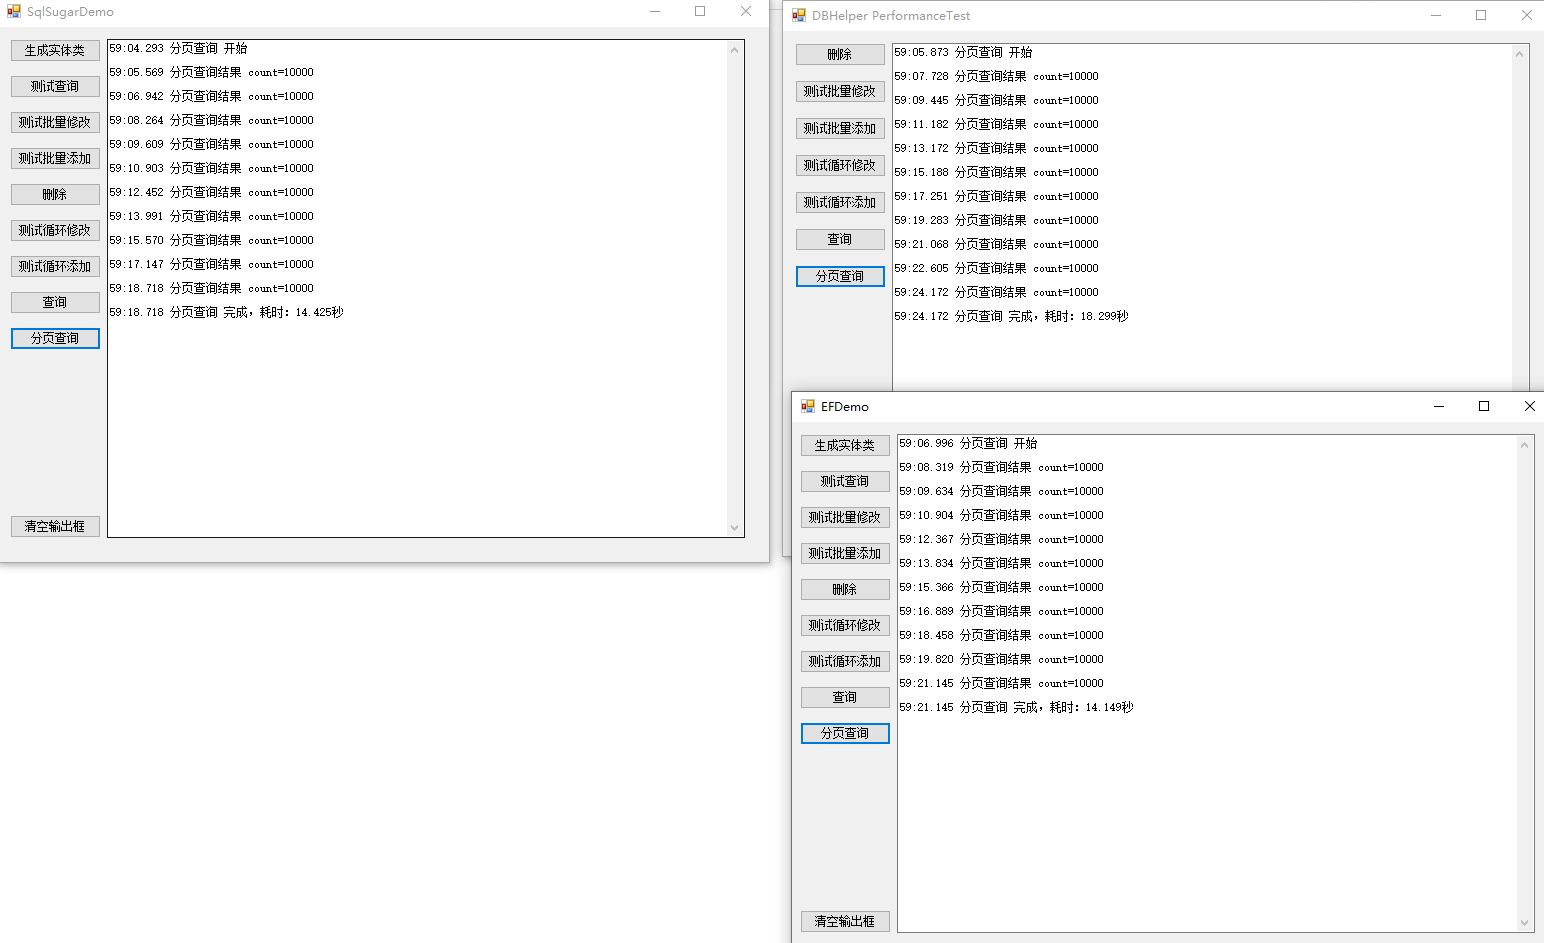 SqlSugarDemo
生成实体类
测试查询
测试批量修改
测试批量添加
删除
测试循环修改
测试循环添加
查询
分页查询
清空输出框
59:04.293 分页查询 开始
59:05.569 分页查询结果 count=10000
59:06.942 分页查询结果 count=10000
59:08.264 分页查询结果 count=10000
59:09.609 分页查询结果 count=10000
59:10.903 分页查询结果 count=10000
59:12.452 分页查询结果 count=10000
59:13.991 分页查询结果 count=10000
59:15.570 分页查询结果 count=10000
59:17.147 分页查询结果 count=10000
59:18.718 分页查询结果 count=10000
59:18.718 分页查询 完成，耗时：14.425秒
DBHelper PerformanceTest
删除
测试批量修改
测试批量添加
测试循环修改
测试循环添加
查询
分页查询
59:05.873 分页查询 开始
59:07.728 分页查询结果 count=10000
59:09.445 分页查询结果 count=10000
59:11.182 分页查询结果 count=10000
59:13.172 分页查询结果 count=10000
59:15.188 分页查询结果 count=10000
59:17.251 分页查询结果 count=10000
59:19.283 分页查询结果 count=10000
59:21.068 分页查询结果 count=10000
59:22.605 分页查询结果 count=10000
59:24.172 分页查询结果 count=10000
59:24.172 分页查询 完成，耗时：18.299秒
EFDemo
生成实体类
测试查询
测试批量修改
测试批量添加
删除
测试循环修改
测试循环添加
查询
分页查询
清空输出框
59:06.996 分页查询 开始
59:08.319 分页查询结果 count=10000
59:09.634 分页查询结果 count=10000
59:10.904 分页查询结果 count=10000
59:12.367 分页查询结果 count=10000
59:13.834 分页查询结果 count=10000
59:15.366 分页查询结果 count=10000
59:16.889 分页查询结果 count=10000
59:18.458 分页查询结果 count=10000
59:19.820 分页查询结果 count=10000
59:21.145 分页查询结果 count=10000
59:21.145 分页查询 完成，耗时：14.149秒